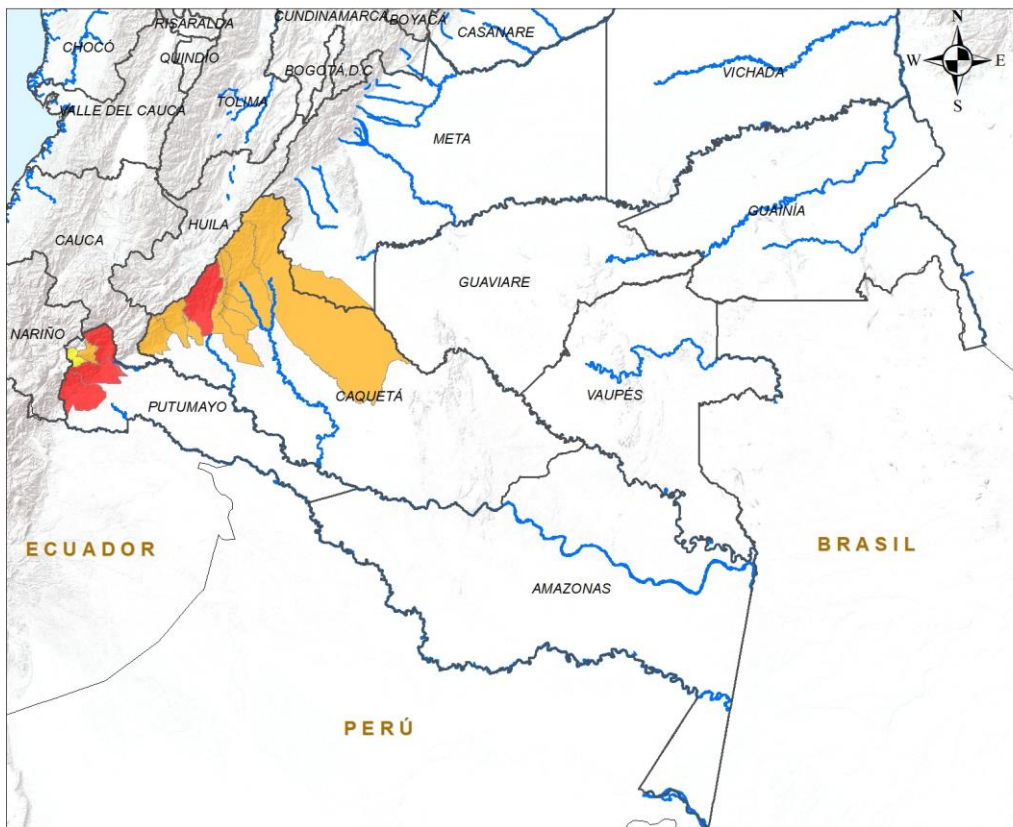 CUNDINAMARCA
BOYACÁ
RISARALDA
CASANARE
N
CHOCÓ
QUINDIO
BOGOTÁ,D.C
W
E
VICHADA
S
TOLIMA
VALLE DEL CAUCA
META
HUILA
GUAINÍA
CAUCA
GUAVIARE
NARIÑO
CAQUETÁ
VAUPÉS
PUTUMAYO
ECUADOR
BRASIL
AMAZONAS
PERÚ